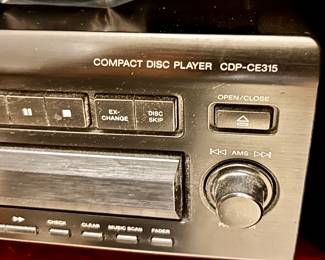 COMPACT DISC PLAYER CDP-CE315
OPEN/CLOSE
EX-
CHANGE
DISC
SKIP
AMS
CHECK
CLEAR
MUSIC SCAN
FADER